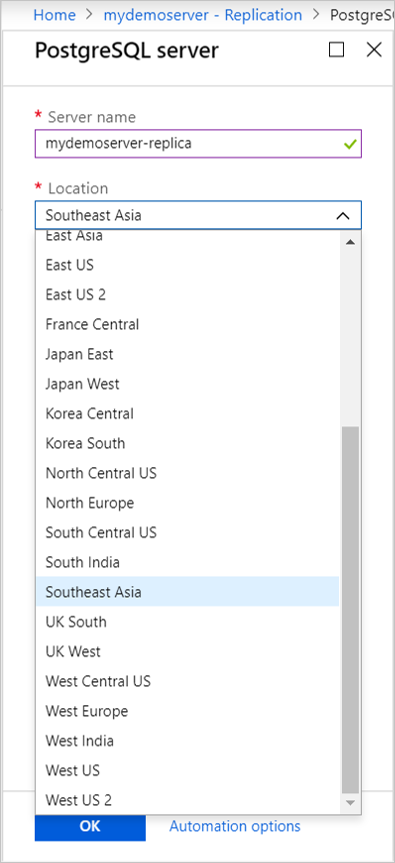 Home > mydemoserver - Replication > PostgreS
PostgreSQL server
* Server name
mydemoserver-replica
* Location
Southeast Asia
East Asia
East US
East US 2
France Central
Japan East
Japan West
Korea Central
Korea South
North Central US
North Europe
South Central US
South India
Southeast Asia
UK South
UK West
West Central US
West Europe
West India
West US
West US 2
OK Automation options